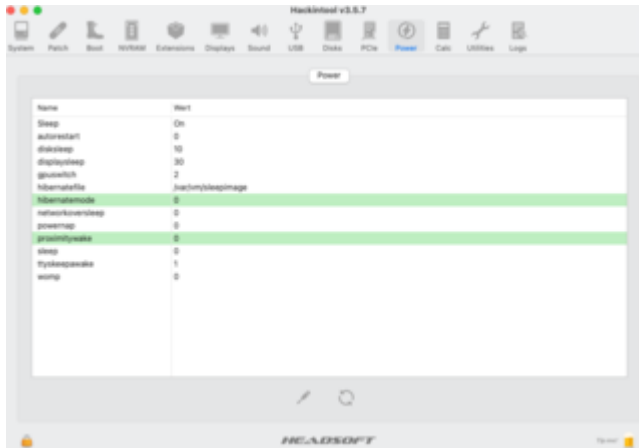 Hackintool v3.5.7
System Patch Boot NVRAM Extensions Displays Sound USB Disks PCIe Power Calc Utilities Logs
Power
Name Wert
Sleep On
autorestart 0
disksleep 10
displaysleep 30
gpuswitch 2
hibernatefile /var/vm/sleepimage
hibernatemode 0
networkoversleep 0
powernap 0
proximitywake 0
sleep 0
ttyskeepawake 1
womp 0
HEADSOFT